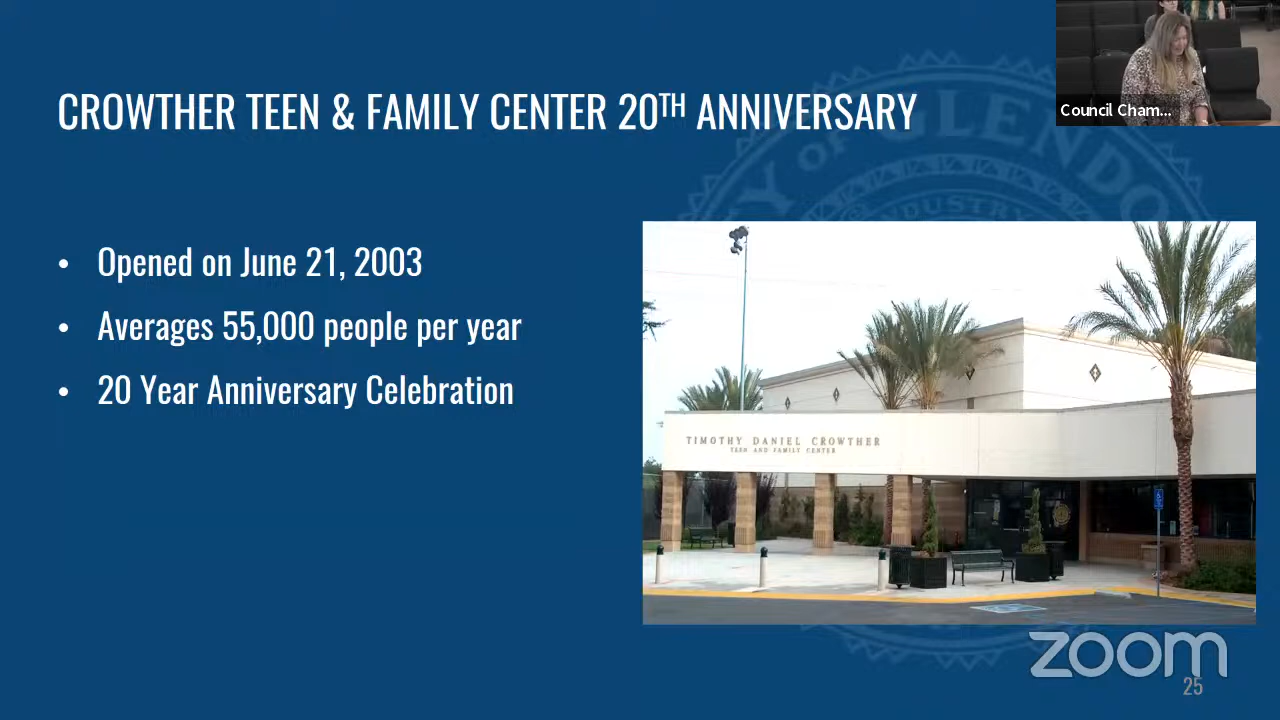 CROWTHER TEEN & FAMILY CENTER 20TH ANNIVERSARY
Council Cham...
• Opened on June 21, 2003
• Averages 55,000 people per year
• 20 Year Anniversary Celebration
TIMOTHY DANIEL CROWTHER
TEEN AND FAMILY CENTER
zoom
25